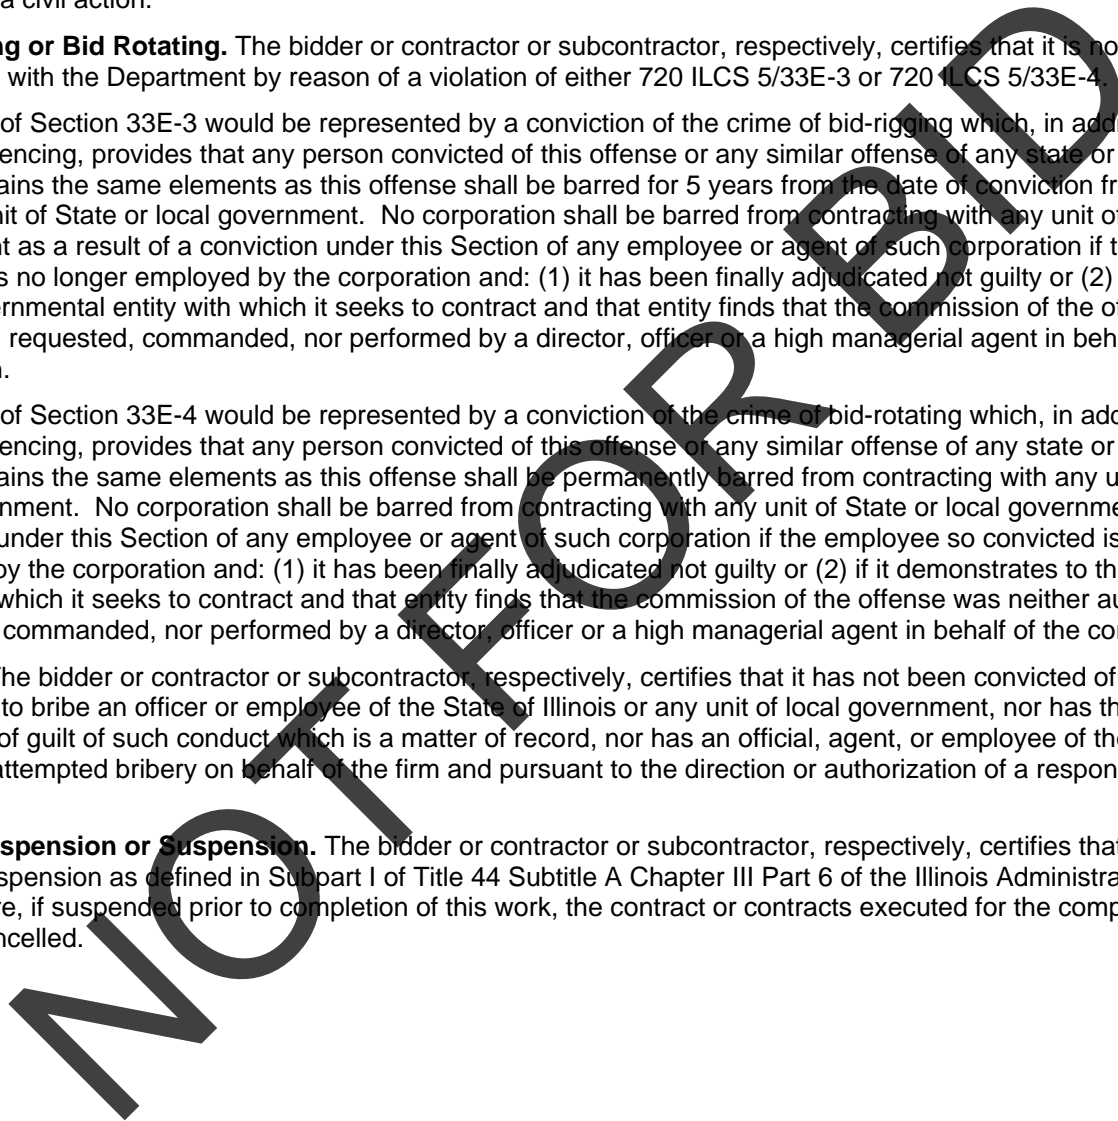 a civil action.
ng or Bid Rotating. The bidder or contractor or subcontractor, respectively, certifies that it is no
with the Department by reason of a violation of either 720 ILCS 5/33E-3 or 720 ILCS 5/33E-4.
of Section 33E-3 would be represented by a conviction of the crime of bid-rigging which, in add
encing, provides that any person convicted of this offense or any similar offense of any state or
ains the same elements as this offense shall be barred for 5 years from the date of conviction fr
nit of State or local government. No corporation shall be barred from contracting with any unit of
nt as a result of a conviction under this Section of any employee or agent of such corporation if t
s no longer employed by the corporation and: (1) it has been finally adjudicated not guilty or (2)
ernmental entity with which it seeks to contract and that entity finds that the commission of the o
requested, commanded, nor performed by a director, officer or a high managerial agent in beh
n.
of Section 33E-4 would be represented by a conviction of the crime of bid-rotating which, in add
encing, provides that any person convicted of this offense or any similar offense of any state or
ains the same elements as this offense shall be permanently barred from contracting with any u
nment. No corporation shall be barred from contracting with any unit of State or local governme
under this Section of any employee or agent of such corporation if the employee so convicted is
by the corporation and: (1) it has been finally adjudicated not guilty or (2) if it demonstrates to th
which it seeks to contract and that entity finds that the commission of the offense was neither au
commanded, nor performed by a director, officer or a high managerial agent in behalf of the co
The bidder or contractor or subcontractor, respectively, certifies that it has not been convicted of
to bribe an officer or employee of the State of Illinois or any unit of local government, nor has th
of guilt of such conduct which is a matter of record, nor has an official, agent, or employee of the
attempted bribery on behalf of the firm and pursuant to the direction or authorization of a respon
spension or Suspension. The bidder or contractor or subcontractor, respectively, certifies that
spension as defined in Subpart I of Title 44 Subtitle A Chapter III Part 6 of the Illinois Administra
re, if suspended prior to completion of this work, the contract or contracts executed for the comp
ncelled.
NOT FOR BID